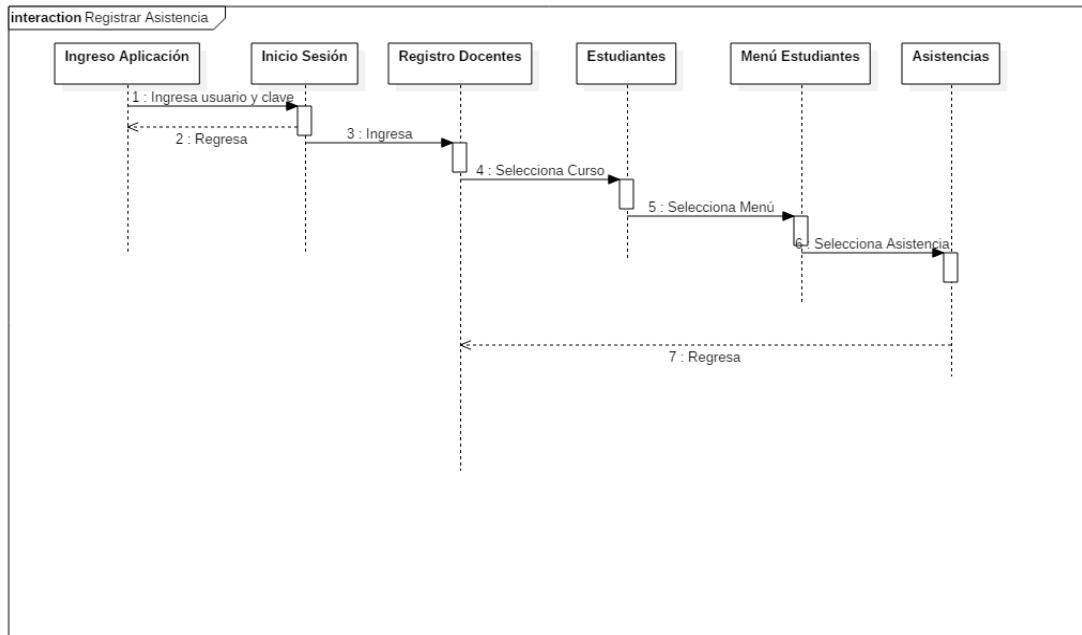 interaction Registrar Asistencia
Ingreso Aplicación
Inicio Sesión
Registro Docentes
Estudiantes
Menú Estudiantes
Asistencias
1 : Ingresa usuario y clave
2 : Regresa
3 : Ingresa
4 : Selecciona Curso
5 : Selecciona Menú
6 : Selecciona Asistencia
7 : Regresa